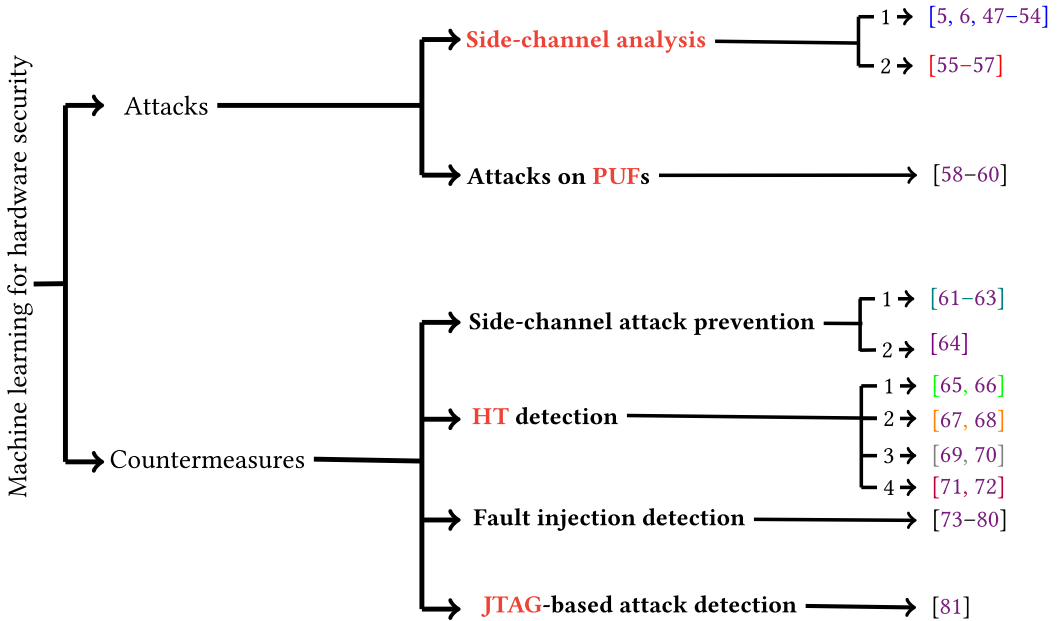 Machine learning for hardware security
Attacks
Side-channel analysis
1
[5, 6, 47–54]
2
[55–57]
Attacks on PUFs
[58–60]
Countermeasures
Side-channel attack prevention
1
[61–63]
2
[64]
HT detection
1
[65, 66]
2
[67, 68]
3
[69, 70]
4
[71, 72]
Fault injection detection
[73–80]
JTAG-based attack detection
[81]